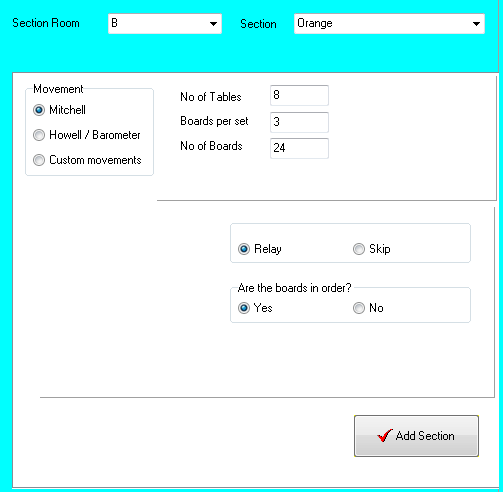 Section Room B Section Orange
Movement
Mitchell
Howell / Barometer
Custom movements
No of Tables 8
Boards per set 3
No of Boards 24
Relay Skip
Are the boards in order?
Yes No
Add Section